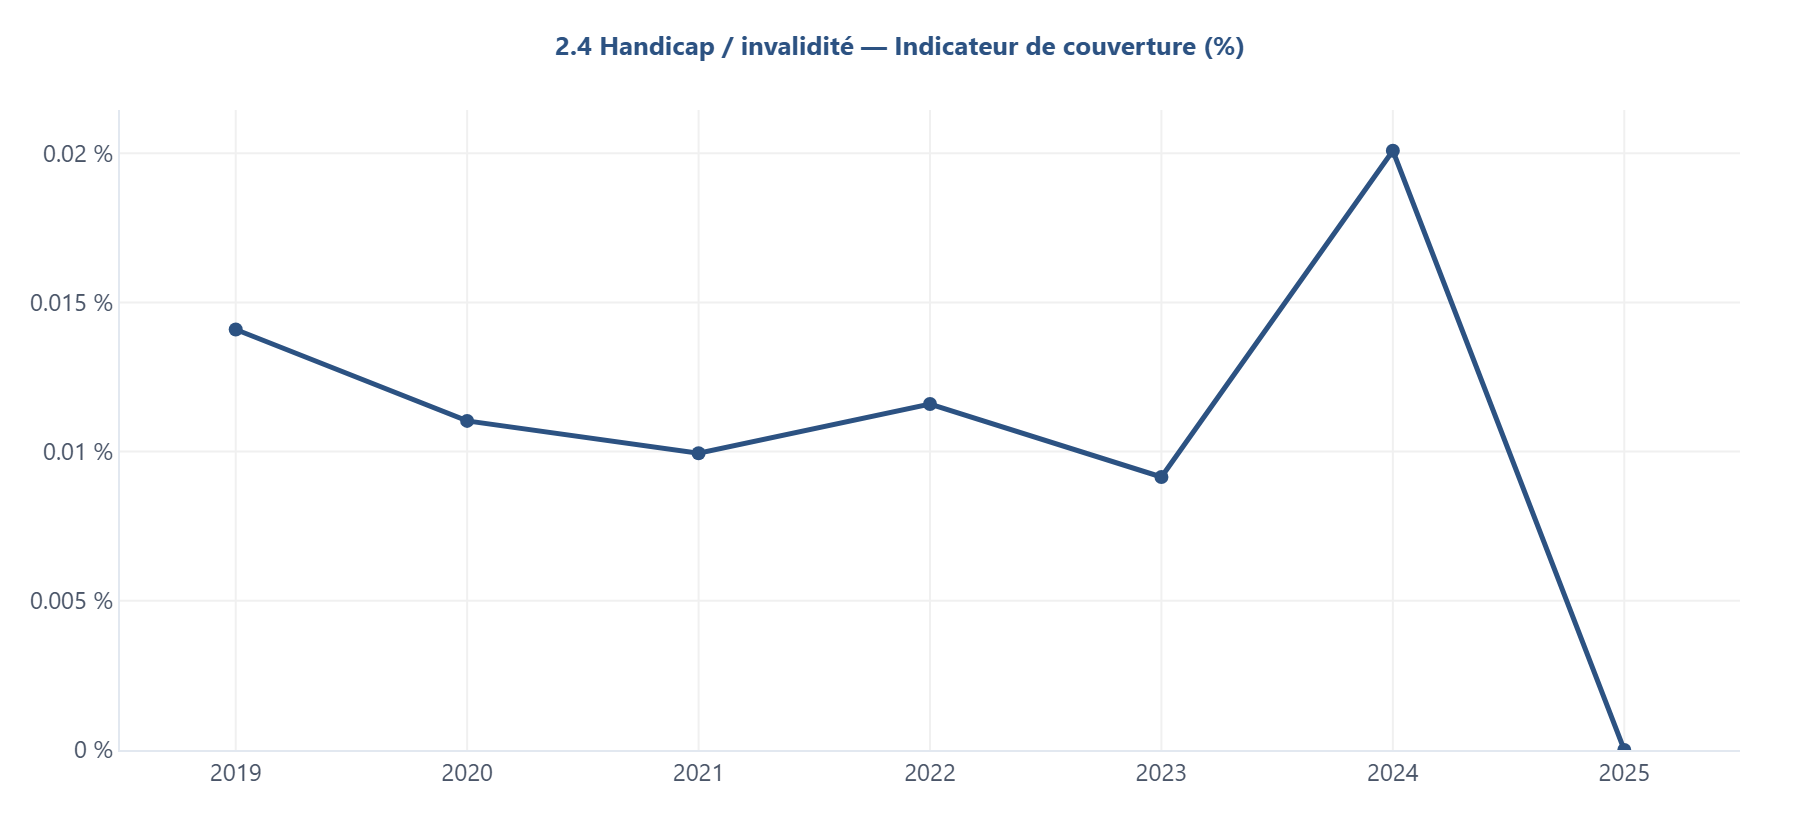 2.4 Handicap / invalidité — Indicateur de couverture (%)
0.02 %
0.015 %
0.01 %
0.005 %
0 %
2019 2020 2021 2022 2023 2024 2025